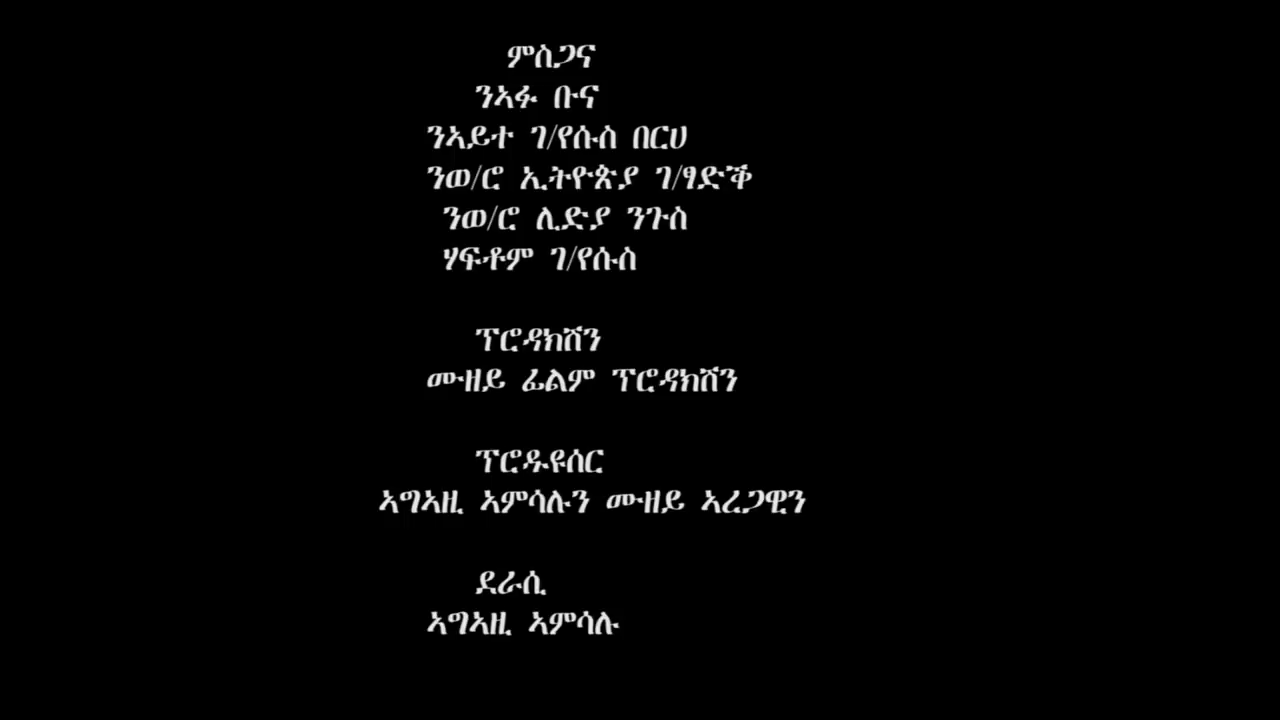 ምስጋና
ንኣፉ ቡና
ንኣይተ ገ/የሱስ በርሀ
ንወ/ሮ ኢትዮጵያ ገ/ፃድቕ
ንወ/ሮ ሊድያ ንጉስ
ሃፍቶም ገ/የሱስ
ፕሮዳክሽን
ሙዘይ ፊልም ፕሮዳክሽን
ፕሮዱዩሰር
ኣግኣዚ ኣምሳሉን ሙዘይ ኣረጋዊን
ደራሲ
ኣግኣዚ ኣምሳሉ